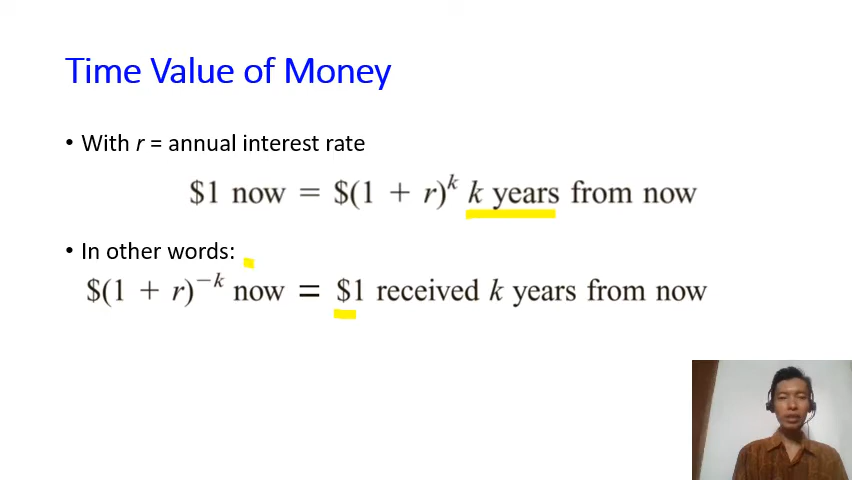 Time Value of Money
• With r = annual interest rate
$1 now = $(1 + r)^k k years from now
• In other words:
$(1 + r)^−k now = $1 received k years from now